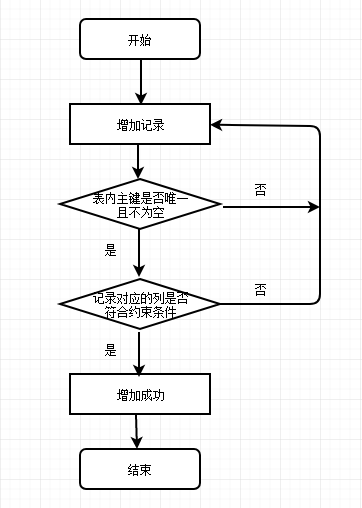 开始
增加记录
表内主键是否唯一
且不为空
否
是
记录对应的列是否
符合约束条件
否
是
增加成功
结束